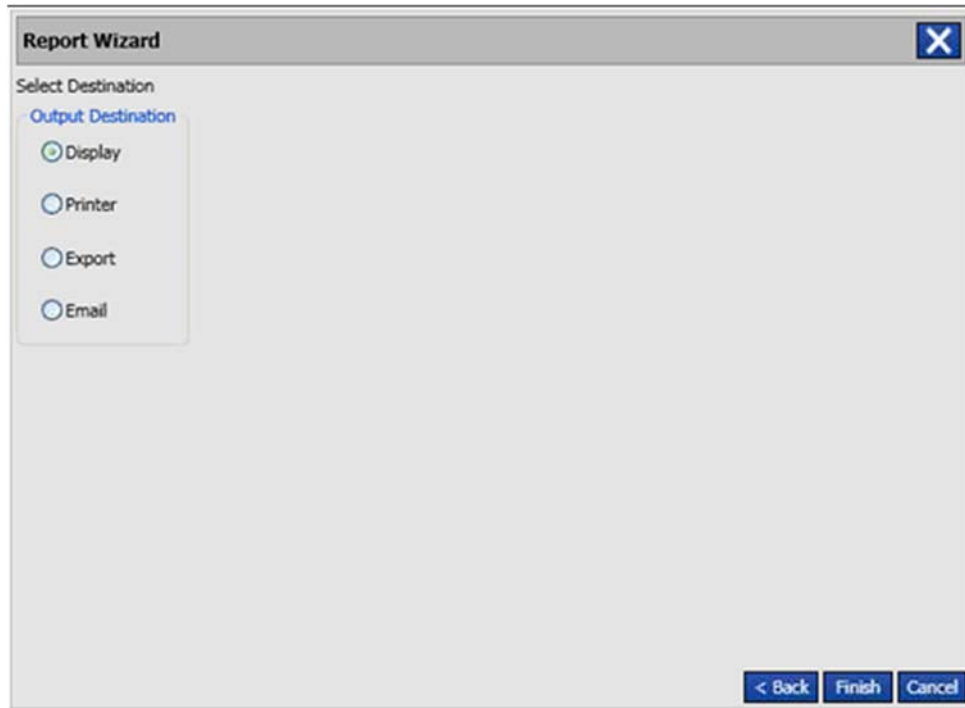 Report Wizard
Select Destination
Output Destination
Display
Printer
Export
Email
< Back Finish Cancel